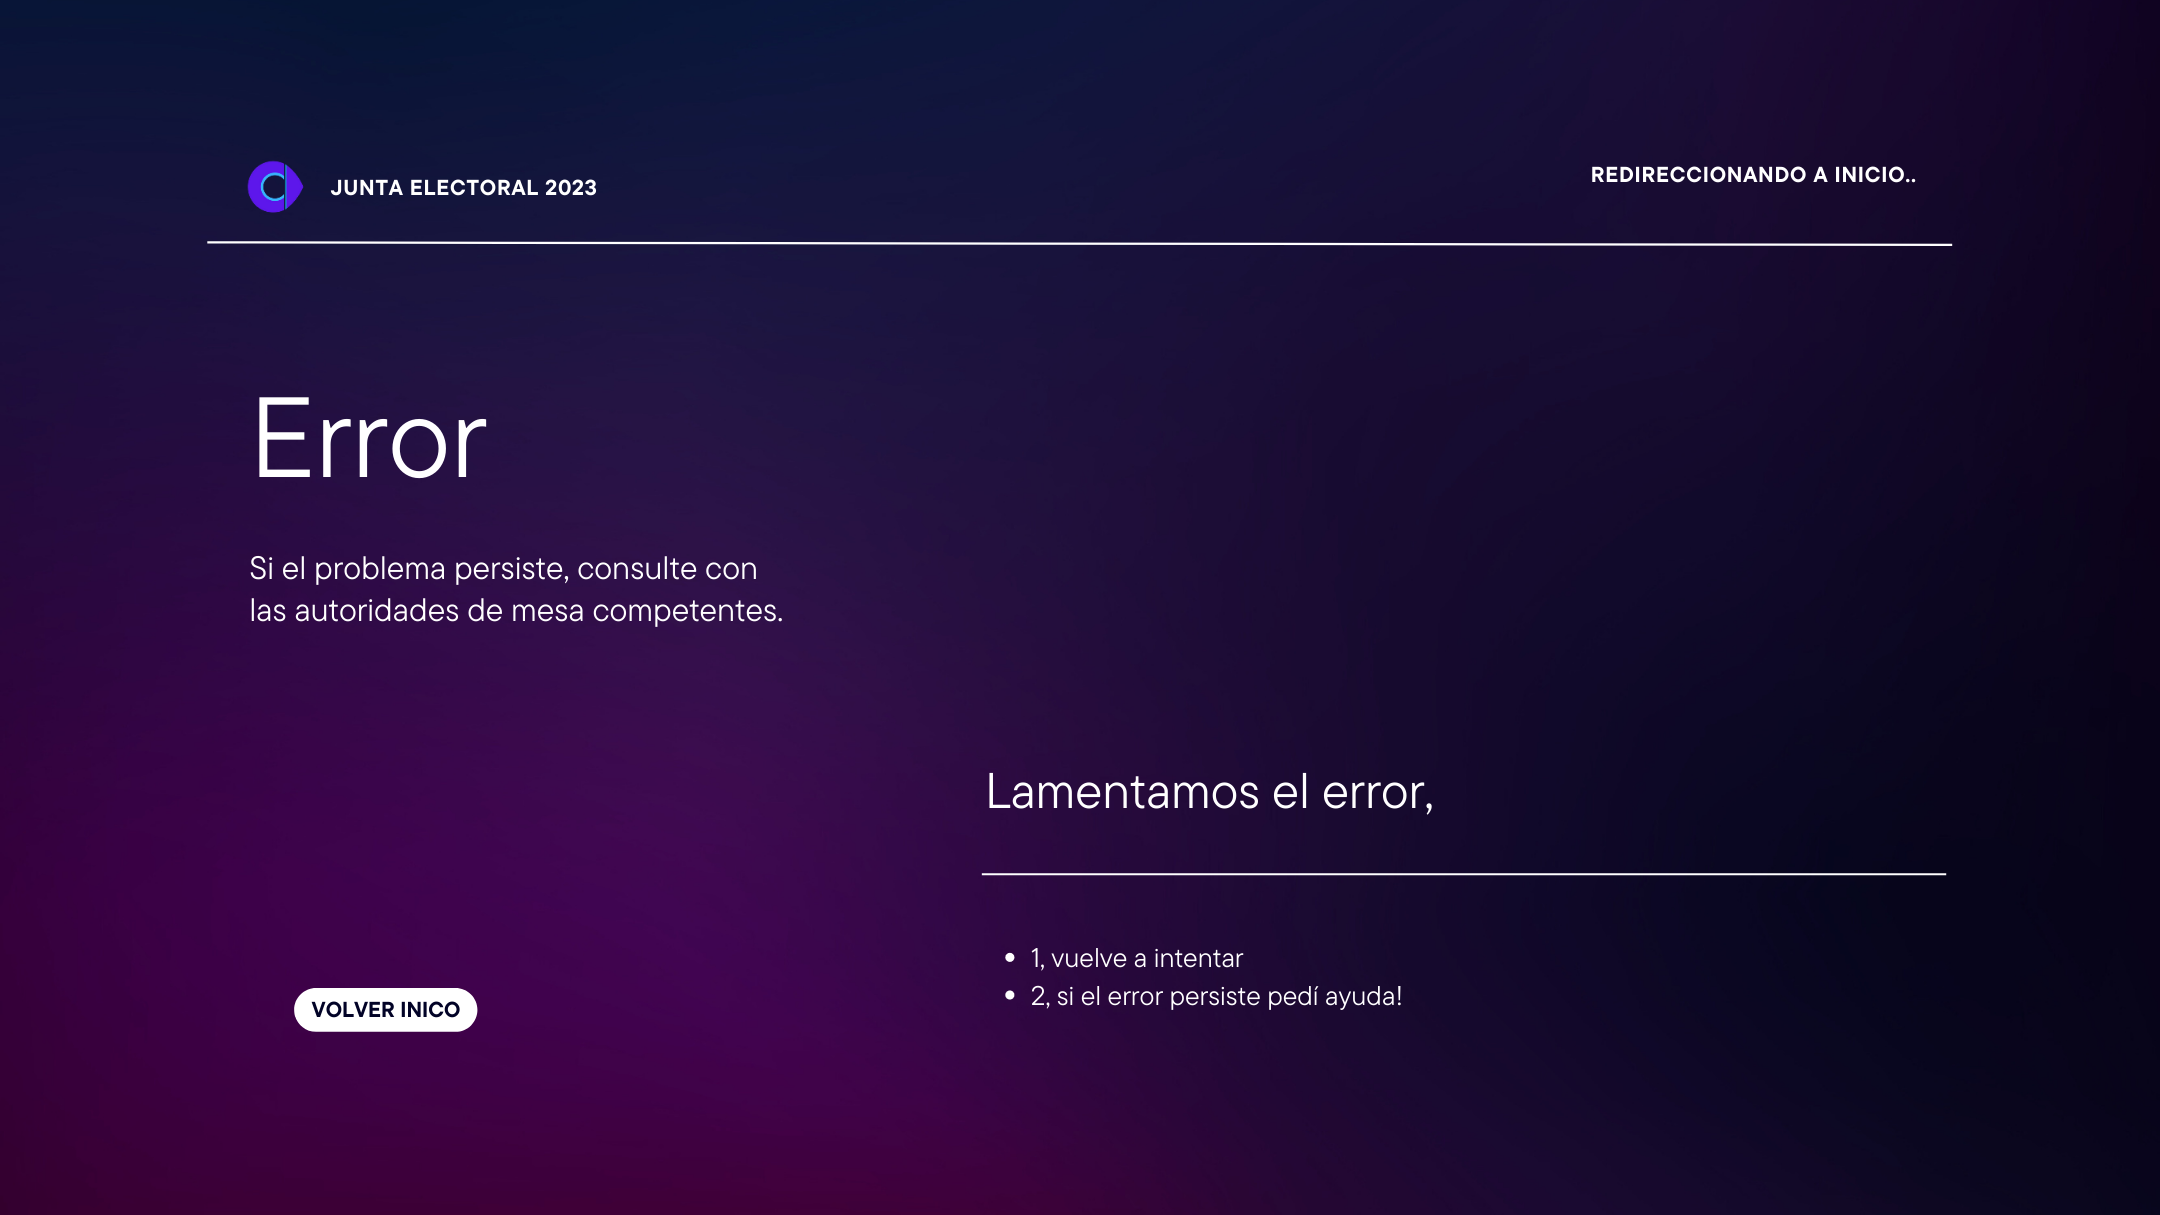 JUNTA ELECTORAL 2023
REDIRECCIONANDO A INICIO..
Error
Si el problema persiste, consulte con
las autoridades de mesa competentes.
Lamentamos el error,
1, vuelve a intentar
2, si el error persiste pedí ayuda!
VOLVER INICO